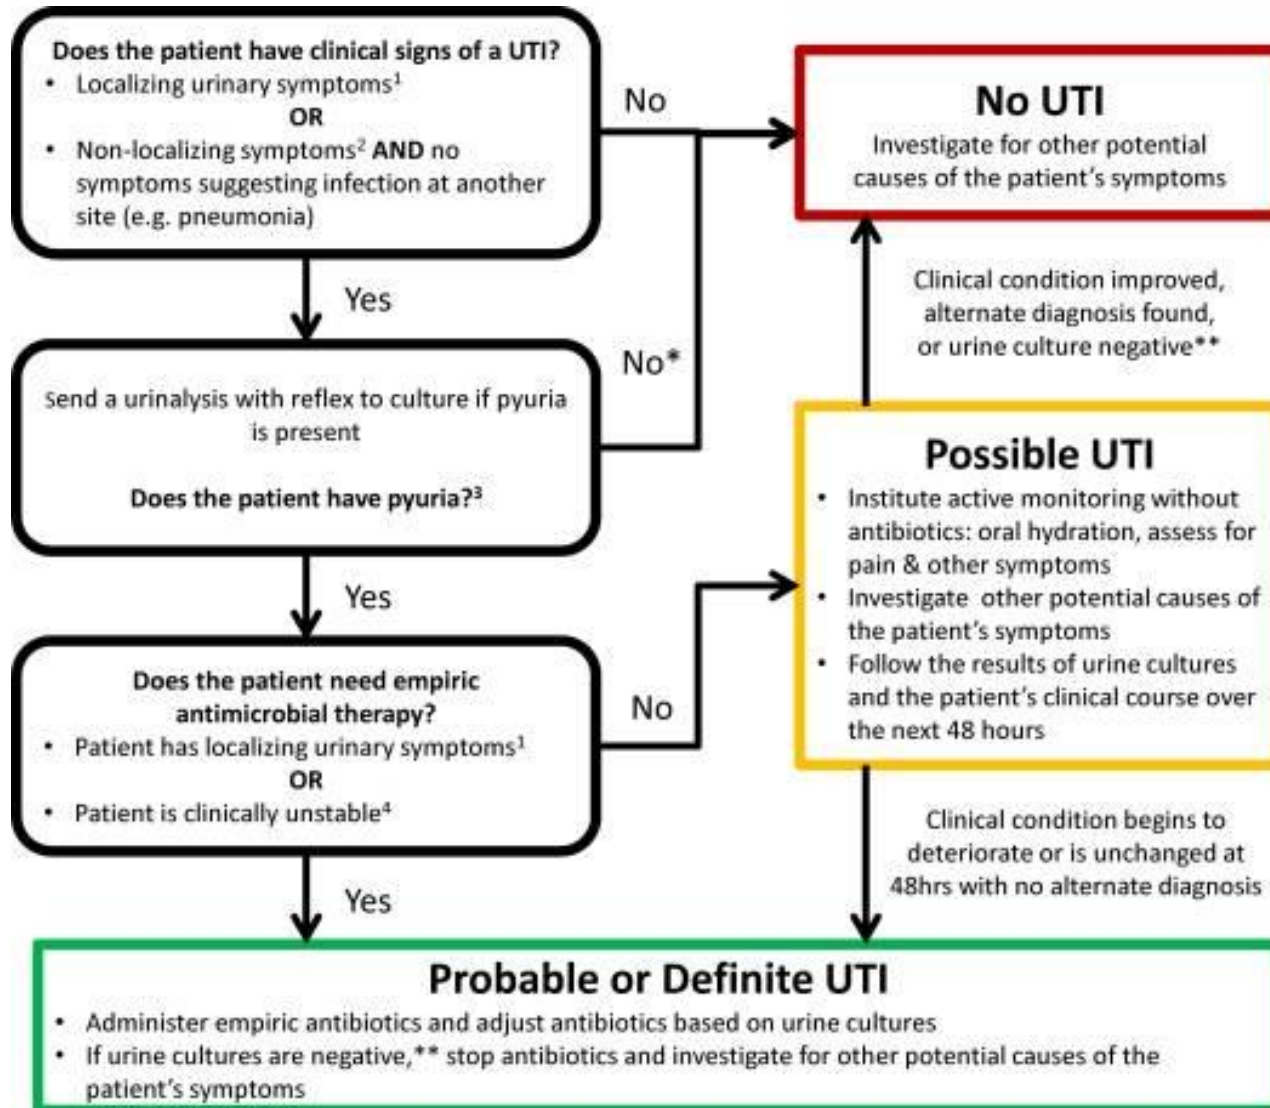 Does the patient have clinical signs of a UTI?
• Localizing urinary symptoms¹
OR
• Non-localizing symptoms² AND no
symptoms suggesting infection at another
site (e.g. pneumonia)
No
No UTI
Investigate for other potential
causes of the patient's symptoms
Yes
Clinical condition improved,
alternate diagnosis found,
or urine culture negative**
Send a urinalysis with reflex to culture if pyuria
is present
Does the patient have pyuria?³
No*
Possible UTI
• Institute active monitoring without
antibiotics: oral hydration, assess for
pain & other symptoms
• Investigate other potential causes of
the patient's symptoms
• Follow the results of urine cultures
and the patient's clinical course over
the next 48 hours
Yes
Does the patient need empiric
antimicrobial therapy?
• Patient has localizing urinary symptoms¹
OR
• Patient is clinically unstable⁴
No
Clinical condition begins to
deteriorate or is unchanged at
48hrs with no alternate diagnosis
Yes
Probable or Definite UTI
• Administer empiric antibiotics and adjust antibiotics based on urine cultures
• If urine cultures are negative,** stop antibiotics and investigate for other potential causes of the
patient's symptoms